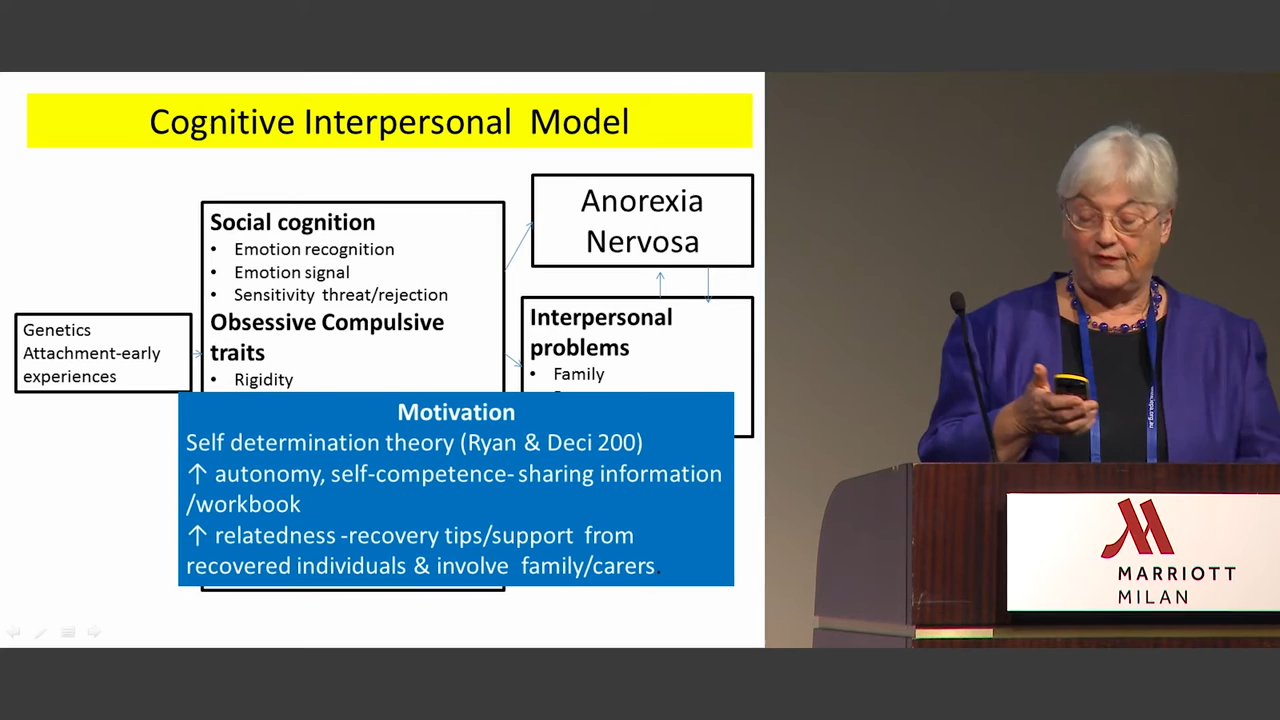 Cognitive Interpersonal Model
Anorexia
Nervosa
Social cognition
• Emotion recognition
• Emotion signal
• Sensitivity threat/rejection
Obsessive Compulsive
traits
• Rigidity
Genetics
Attachment-early
experiences
Interpersonal
problems
• Family
Motivation
Self determination theory (Ryan & Deci 200)
↑ autonomy, self-competence- sharing information
/workbook
↑ relatedness -recovery tips/support from
recovered individuals & involve family/carers.
MARRIOTT
MILAN